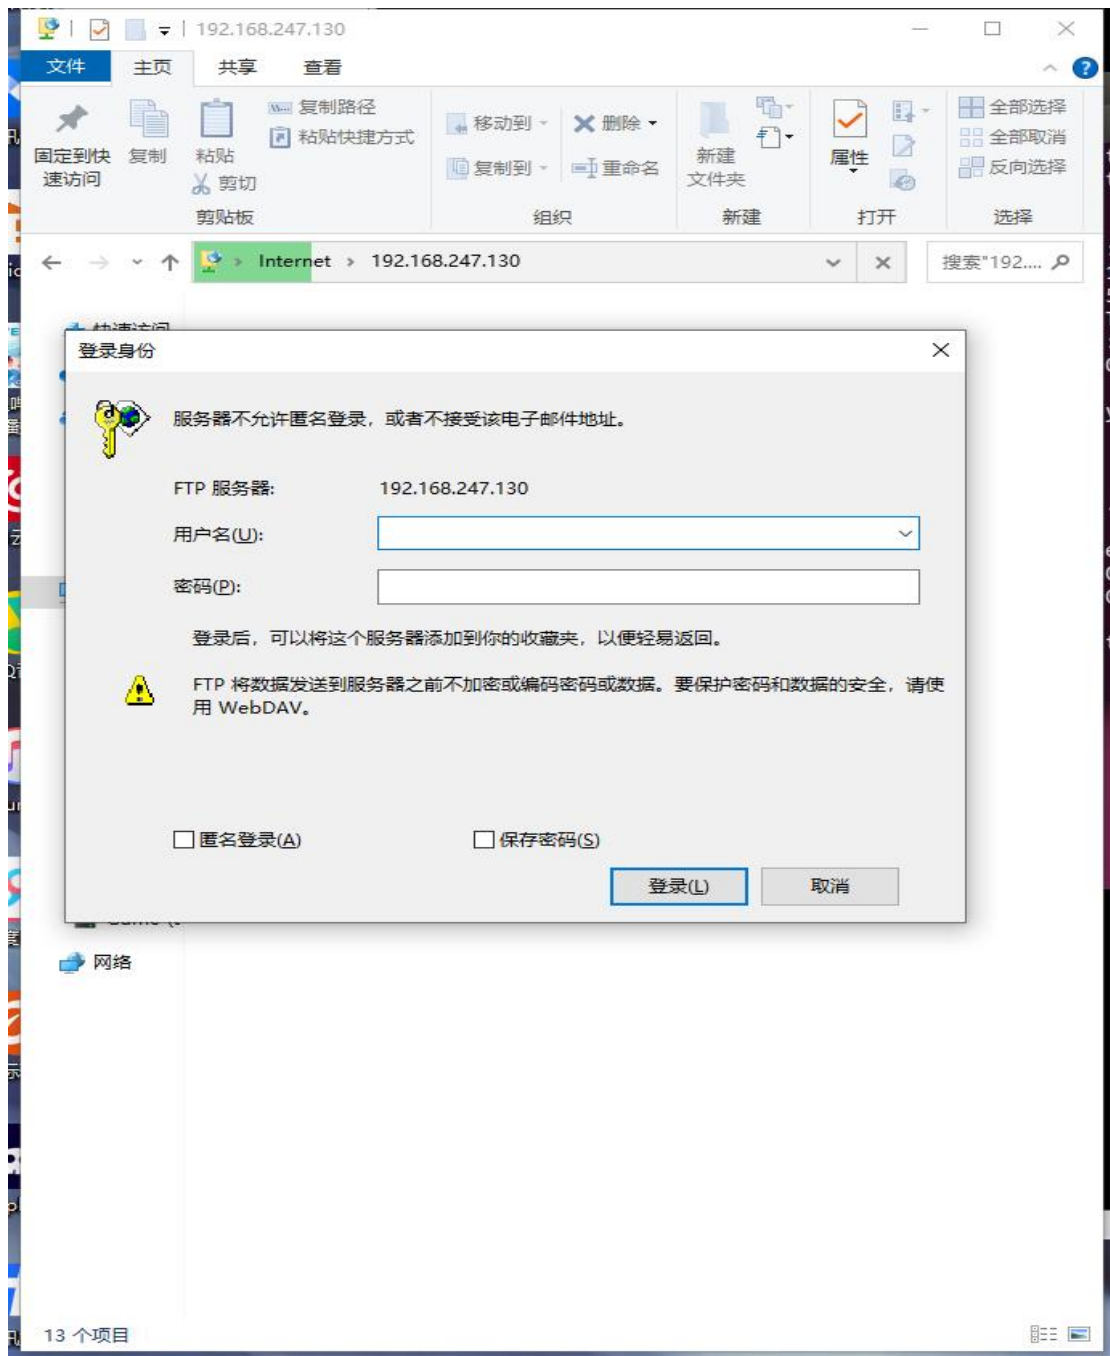 192.168.247.130
文件 主页 共享 查看
固定到快
速访问
复制
粘贴
剪切
复制路径
粘贴快捷方式
剪贴板
移动到
复制到
删除
重命名
组织
新建
文件夹
新建
属性
打开
全部选择
全部取消
反向选择
选择
Internet 192.168.247.130
搜索"192....
快速访问
登录身份
服务器不允许匿名登录，或者不接受该电子邮件地址。
FTP 服务器: 192.168.247.130
用户名(U):
密码(P):
登录后，可以将这个服务器添加到你的收藏夹，以便轻易返回。
FTP 将数据发送到服务器之前不加密或编码密码或数据。要保护密码和数据的安全，请使
用 WebDAV。
匿名登录(A) 保存密码(S)
登录(L) 取消
网络
13 个项目